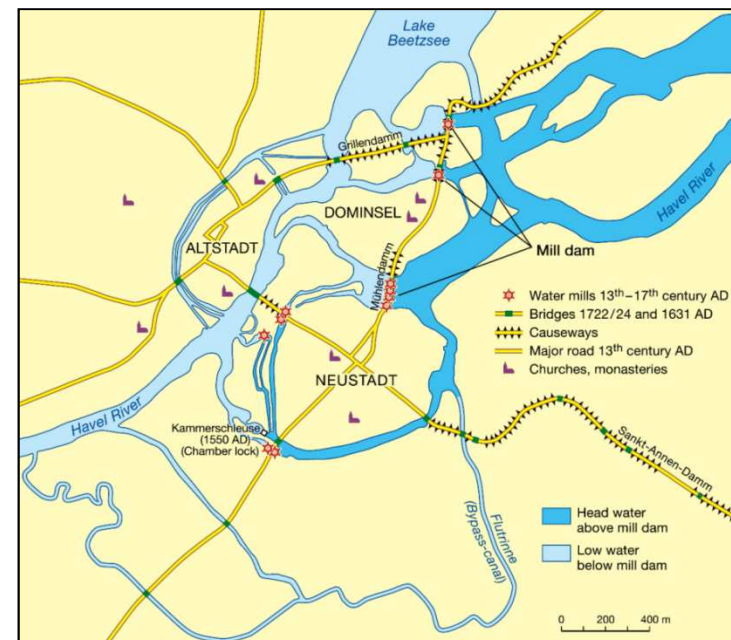 Lake
Beetzsee
Grillendamm
Havel River
DOMINSEL
ALTSTADT
Mill dam
Mühlendamm
Water mills 13th–17th century AD
Bridges 1722/24 and 1631 AD
Causeways
Major road 13th century AD
Churches, monasteries
NEUSTADT
Havel River
Kammerschleuse
(1550 AD)
(Chamber lock)
Sankt-Annen-Damm
Flutrinne
(Bypass-canal)
Head water
above mill dam
Low water
below mill dam
0 200 400 m